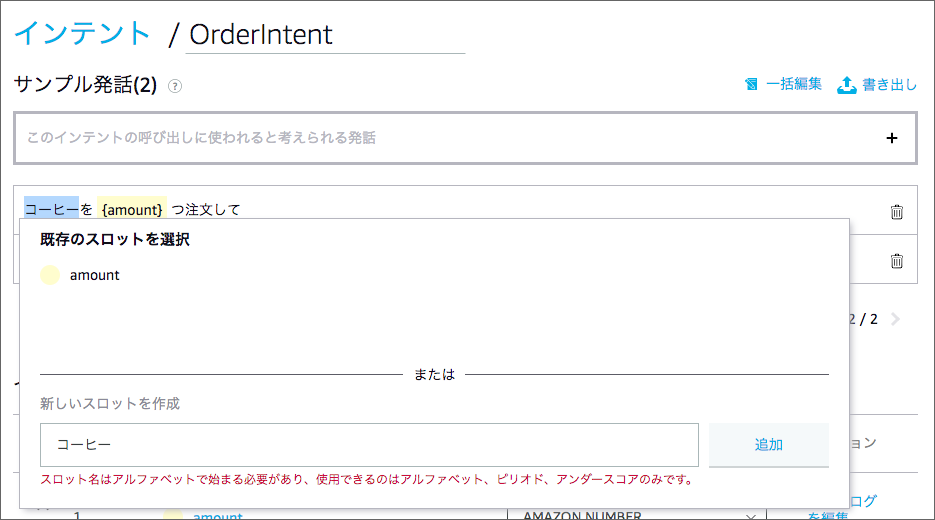 インテント / OrderIntent
サンプル発話(2) ?
一括編集 書き出し
このインテントの呼び出しに使われると考えられる発話 +
コーヒーを {amount} つ注文して
既存のスロットを選択
amount
2 / 2
または
新しいスロットを作成
コーヒー
追加
ョン
スロット名はアルファベットで始まる必要があり、使用できるのはアルファベット、ピリオド、アンダースコアのみです。
ログ
1 amount AMAZON.NUMBER を編集